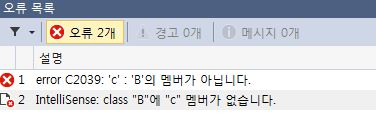 오류 목록
오류 2개 경고 0개 메시지 0개
설명
1 error C2039: 'c' : 'B'의 멤버가 아닙니다.
2 IntelliSense: class "B"에 "c" 멤버가 없습니다.